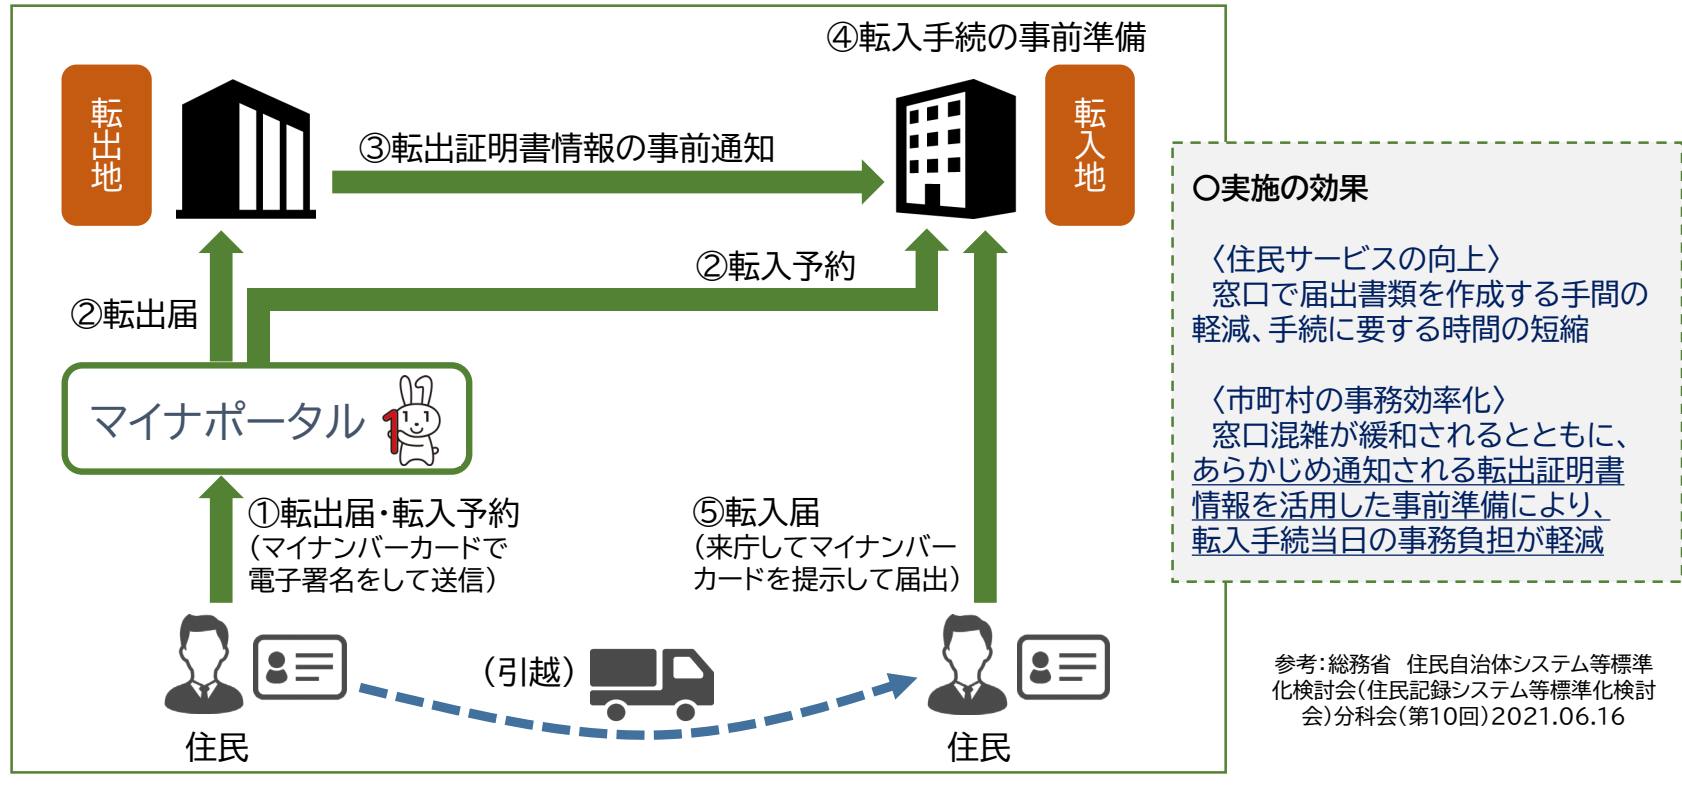 ④転入手続の事前準備
転出地
転入地
③転出証明書情報の事前通知
②転入予約
②転出届
マイナポータル
1
①転出届・転入予約
（マイナンバーカードで
電子署名をして送信）
⑤転入届
（来庁してマイナンバー
カードを提示して届出）
（引越）
住民
住民
〇実施の効果
〈住民サービスの向上〉
窓口で届出書類を作成する手間の
軽減、手続に要する時間の短縮
〈市町村の事務効率化〉
窓口混雑が緩和されるとともに、
あらかじめ通知される転出証明書
情報を活用した事前準備により、
転入手続当日の事務負担が軽減
参考：総務省　住民自治体システム等標準
化検討会（住民記録システム等標準化検討
会）分科会（第10回）2021.06.16